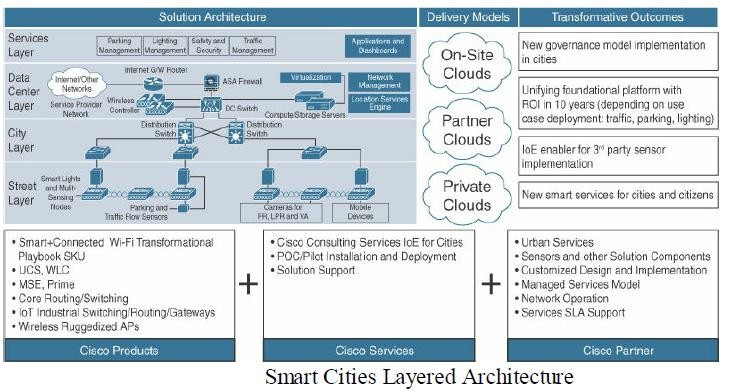 Solution Architecture
Services
Layer
Parking
Management
Lighting
Management
Safety and
Security
Traffic
Management
Applications and
Dashboards
Data
Center
Layer
Internet/Other
Networks
Service Provider
Network
Internet G/W Router
ASA Firewall
Wireless
Controller
DC Switch
Virtualization
Compute/Storage Servers
Network
Management
Location Services
Engine
City
Layer
Distribution
Switch
Distribution
Switch
Street
Layer
Smart Lights
and Multi-
Sensing
Nodes
Parking and
Traffic Flow Sensors
Cameras for
FR, LPR and VA
Mobile
Devices
Delivery Models
On-Site
Clouds
Partner
Clouds
Private
Clouds
Transformative Outcomes
New governance model implementation
in cities
Unifying foundational platform with
ROI in 10 years (depending on use
case deployment: traffic, parking, lighting)
IoE enabler for 3rd party sensor
implementation
New smart services for cities and citizens
• Smart+Connected Wi-Fi Transformational
Playbook SKU
• UCS, WLC
• MSE, Prime
• Core Routing/Switching
• IoT Industrial Switching/Routing/Gateways
• Wireless Ruggedized APs
Cisco Products
+
• Cisco Consulting Services IoE for Cities
• POC/Pilot Installation and Deployment
• Solution Support
Cisco Services
+
• Urban Services
• Sensors and other Solution Components
• Customized Design and Implementation
• Managed Services Model
• Network Operation
• Services SLA Support
Cisco Partner
Smart Cities Layered Architecture